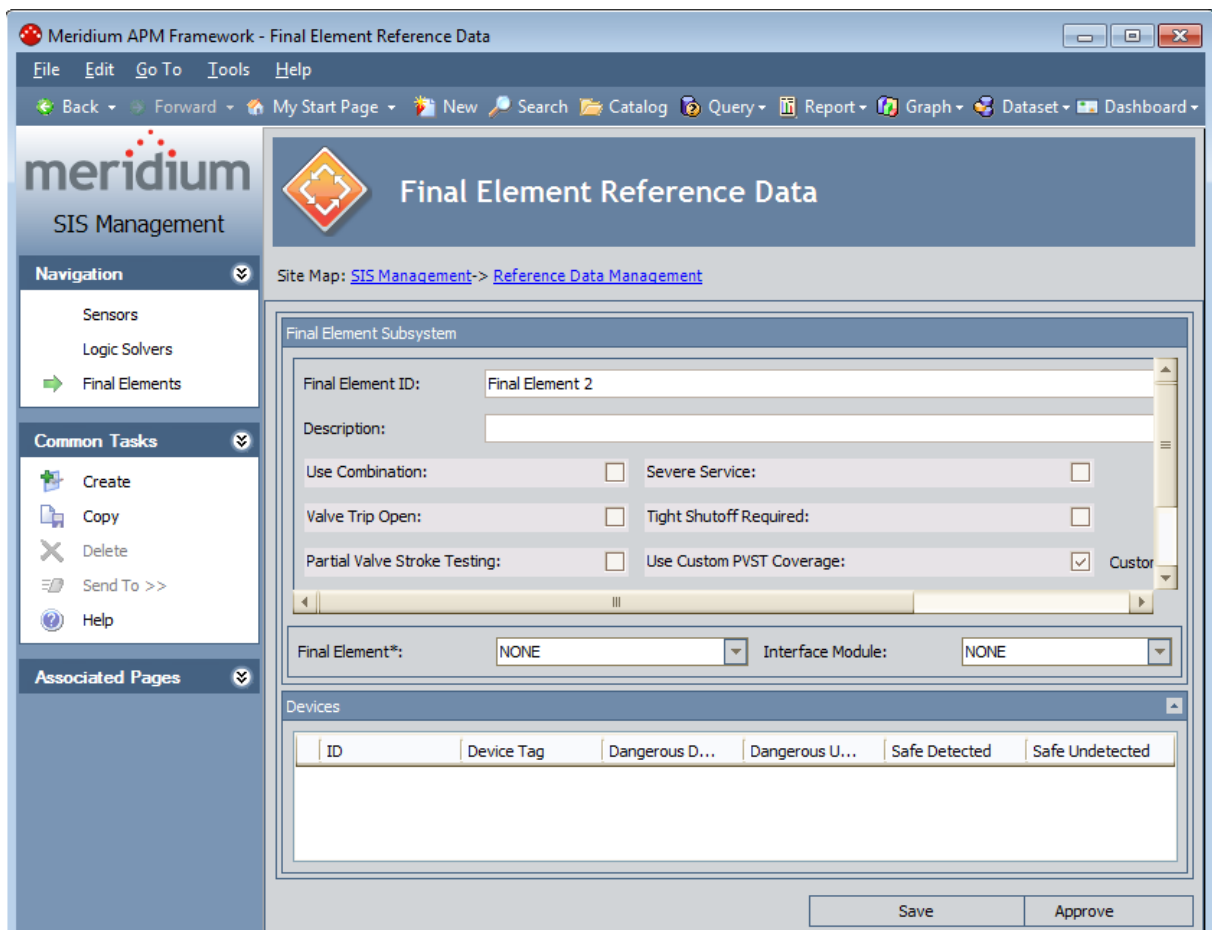 Meridium APM Framework - Final Element Reference Data
File Edit Go To Tools Help
Back Forward My Start Page New Search Catalog Query Report Graph Dataset Dashboard
meridium
SIS Management
Final Element Reference Data
Navigation
Sensors
Logic Solvers
Final Elements
Common Tasks
Create
Copy
Delete
Send To >>
Help
Associated Pages
Site Map: SIS Management-> Reference Data Management
Final Element Subsystem
Final Element ID: Final Element 2
Description:
Use Combination: Severe Service:
Valve Trip Open: Tight Shutoff Required:
Partial Valve Stroke Testing: Use Custom PVST Coverage: Custor
Final Element*: NONE Interface Module: NONE
Devices
ID Device Tag Dangerous D... Dangerous U... Safe Detected Safe Undetected
Save Approve